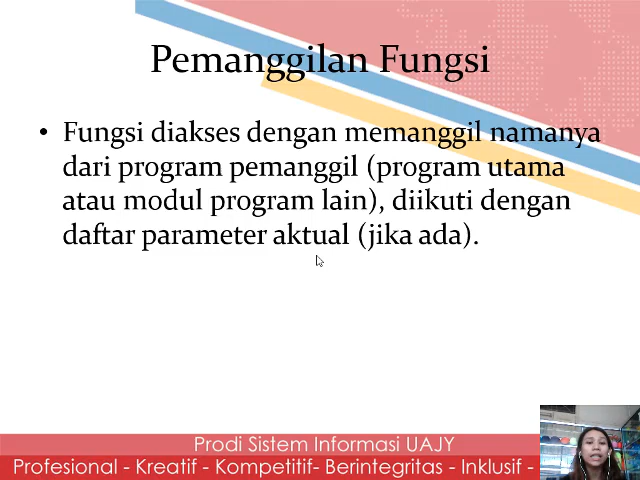 Pemanggilan Fungsi
• Fungsi diakses dengan memanggil namanya
dari program pemanggil (program utama
atau modul program lain), diikuti dengan
daftar parameter aktual (jika ada).
Prodi Sistem Informasi UAJY
Profesional - Kreatif - Kompetitif- Berintegritas - Inklusif -